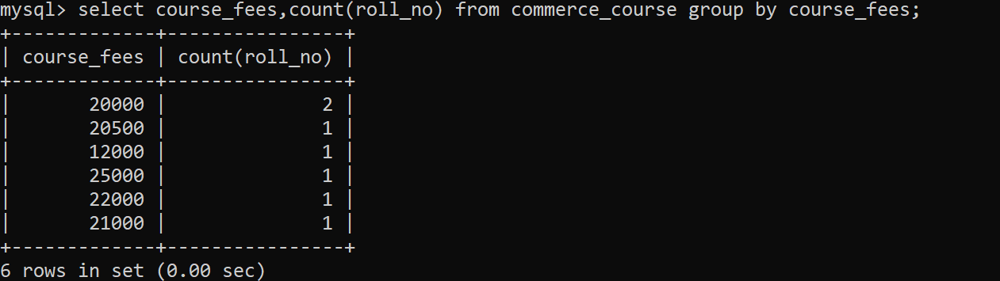 mysql> select course_fees,count(roll_no) from commerce_course group by course_fees;
+-------------+----------------+
| course_fees | count(roll_no) |
+-------------+----------------+
|       20000 |              2 |
|       20500 |              1 |
|       12000 |              1 |
|       25000 |              1 |
|       22000 |              1 |
|       21000 |              1 |
+-------------+----------------+
6 rows in set (0.00 sec)